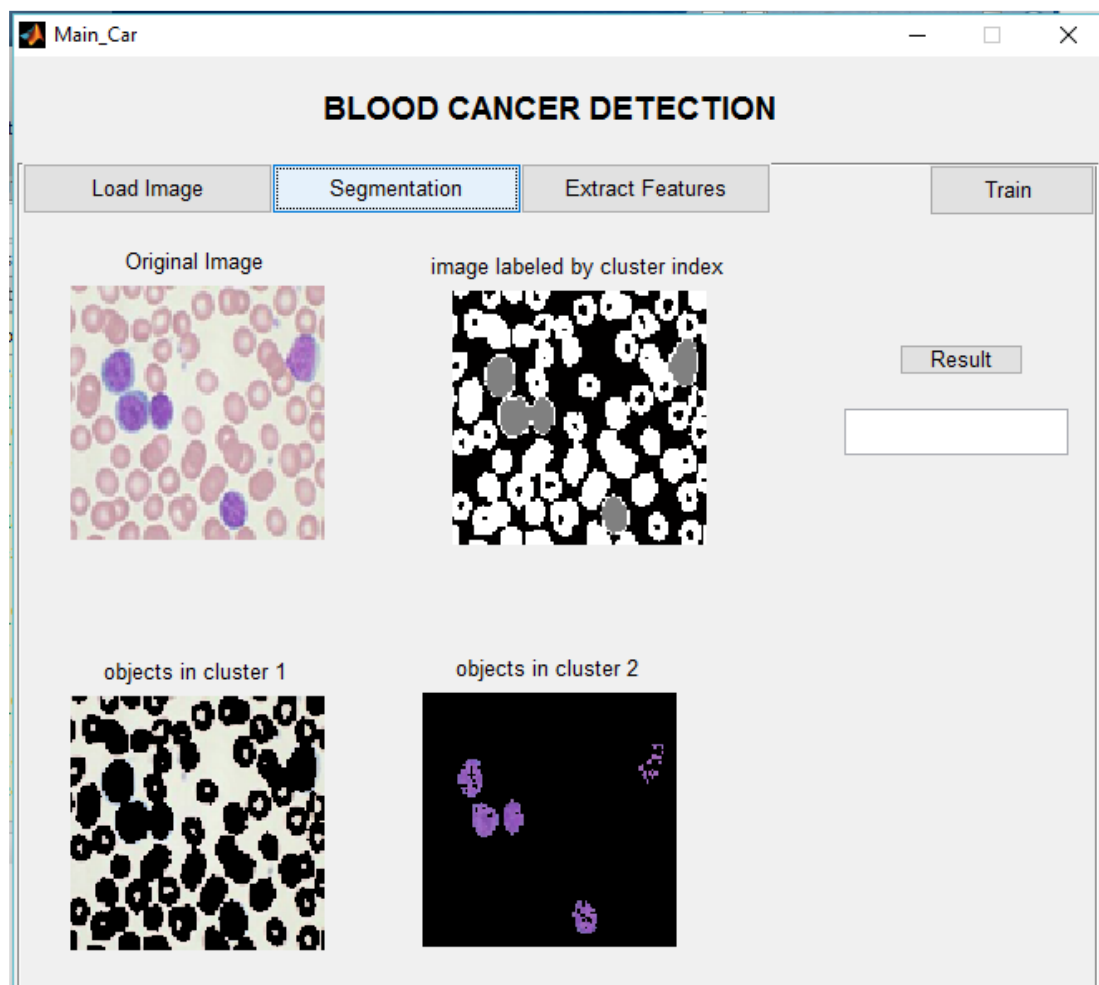 Main_Car
BLOOD CANCER DETECTION
Load Image
Segmentation
Extract Features
Train
Original Image
image labeled by cluster index
Result
objects in cluster 1
objects in cluster 2